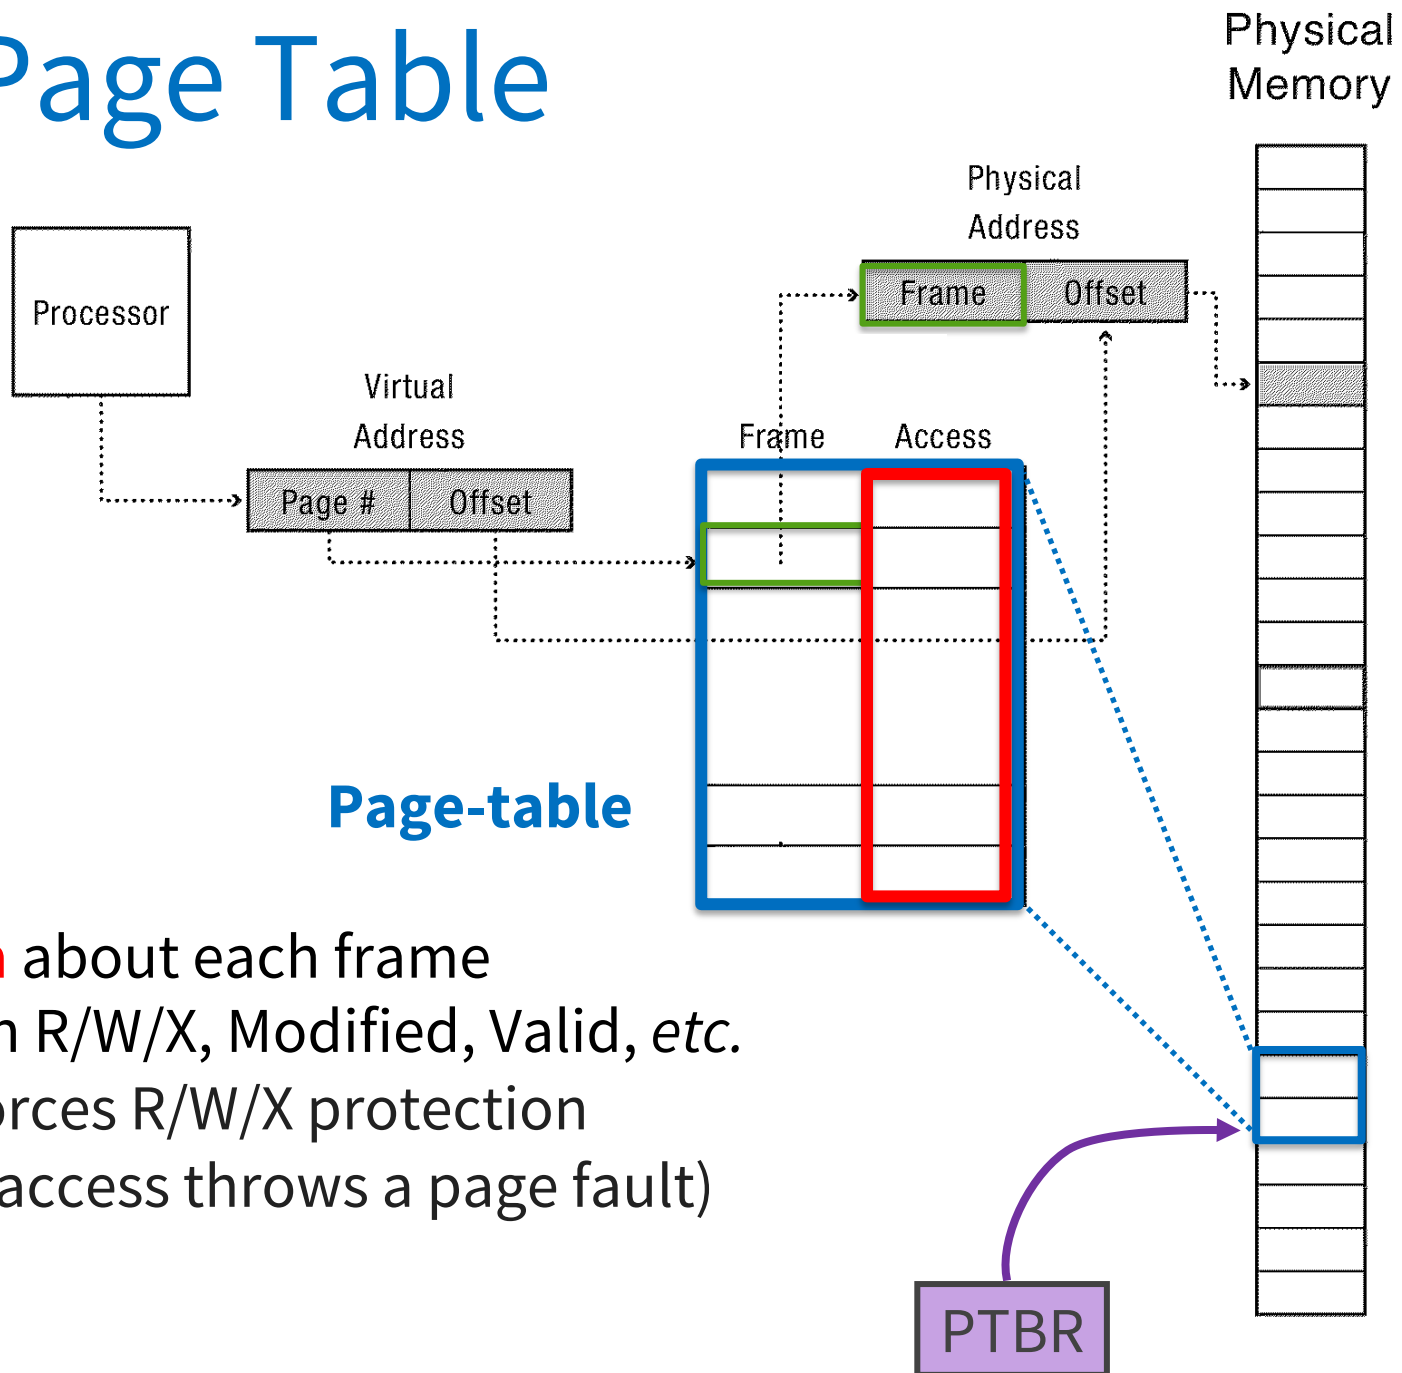 Page Table
Physical
Memory
Physical
Address
Frame Offset
Processor
Virtual
Address
Page # Offset
Frame Access
Page-table
about each frame
R/W/X, Modified, Valid, etc.
R/W/X protection
access throws a page fault)
PTBR